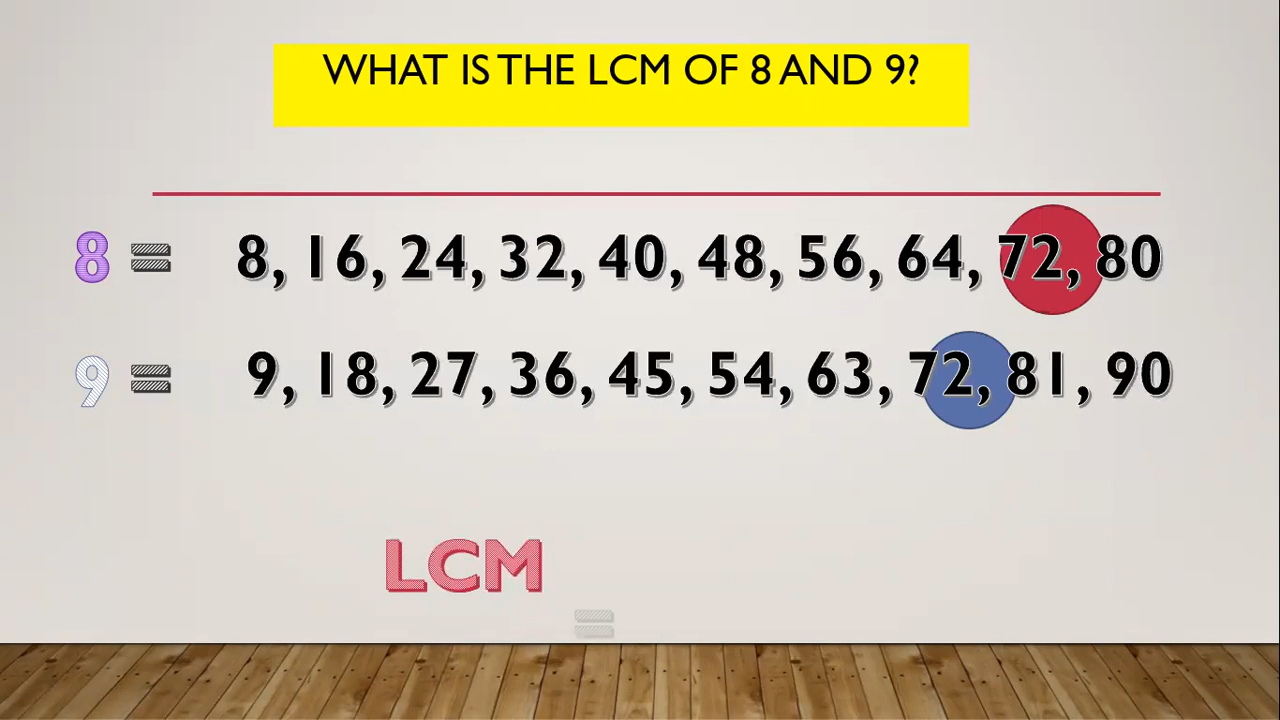 WHAT IS THE LCM OF 8 AND 9?
8 = 8, 16, 24, 32, 40, 48, 56, 64, 72, 80
9 = 9, 18, 27, 36, 45, 54, 63, 72, 81, 90
LCM
=